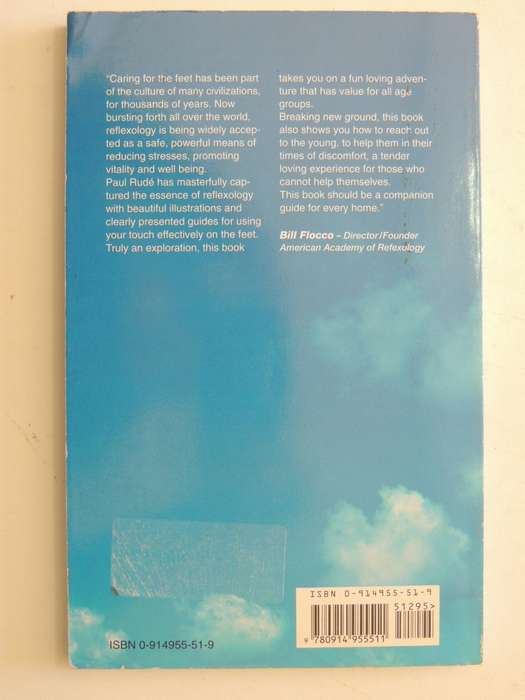 "Caring for the feet has been part
of the culture of many civilizations,
for thousands of years. Now
bursting forth all over the world,
reflexology is being widely accep-
ted as a safe, powerful means of
reducing stresses, promoting
vitality and well being.
Paul Rudé has masterfully cap-
tured the essence of reflexology
with beautiful illustrations and
clearly presented guides for using
your touch effectively on the feet.
Truly an exploration, this book
takes you on a fun loving adven-
ture that has value for all age
groups.
Breaking new ground, this book
also shows you how to reach out
to the young, to help them in their
times of discomfort, a tender
loving experience for those who
cannot help themselves.
This book should be a companion
guide for every home."
Bill Flocco – Director/Founder
American Academy of Refexology
ISBN 0-914955-51-9
51295>
9 780914 955511
ISBN 0-914955-51-9